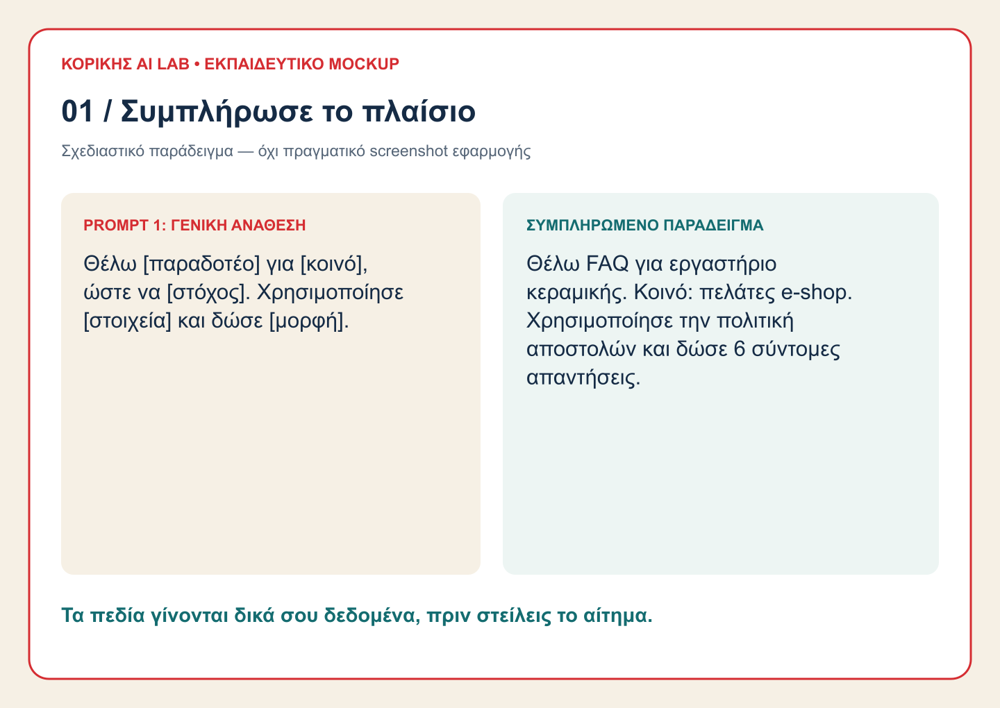 ΚΟΡΙΚΗΣ AI LAB • ΕΚΠΑΙΔΕΥΤΙΚΟ MOCKUP
01 / Συμπλήρωσε το πλαίσιο
Σχεδιαστικό παράδειγμα — όχι πραγματικό screenshot εφαρμογής
PROMPT 1: ΓΕΝΙΚΗ ΑΝΑΘΕΣΗ
Θέλω [παραδοτέο] για [κοινό],
ώστε να [στόχος]. Χρησιμοποίησε
[στοιχεία] και δώσε [μορφή].
ΣΥΜΠΛΗΡΩΜΕΝΟ ΠΑΡΑΔΕΙΓΜΑ
Θέλω FAQ για εργαστήριο
κεραμικής. Κοινό: πελάτες e-shop.
Χρησιμοποίησε την πολιτική
αποστολών και δώσε 6 σύντομες
απαντήσεις.
Τα πεδία γίνονται δικά σου δεδομένα, πριν στείλεις το αίτημα.